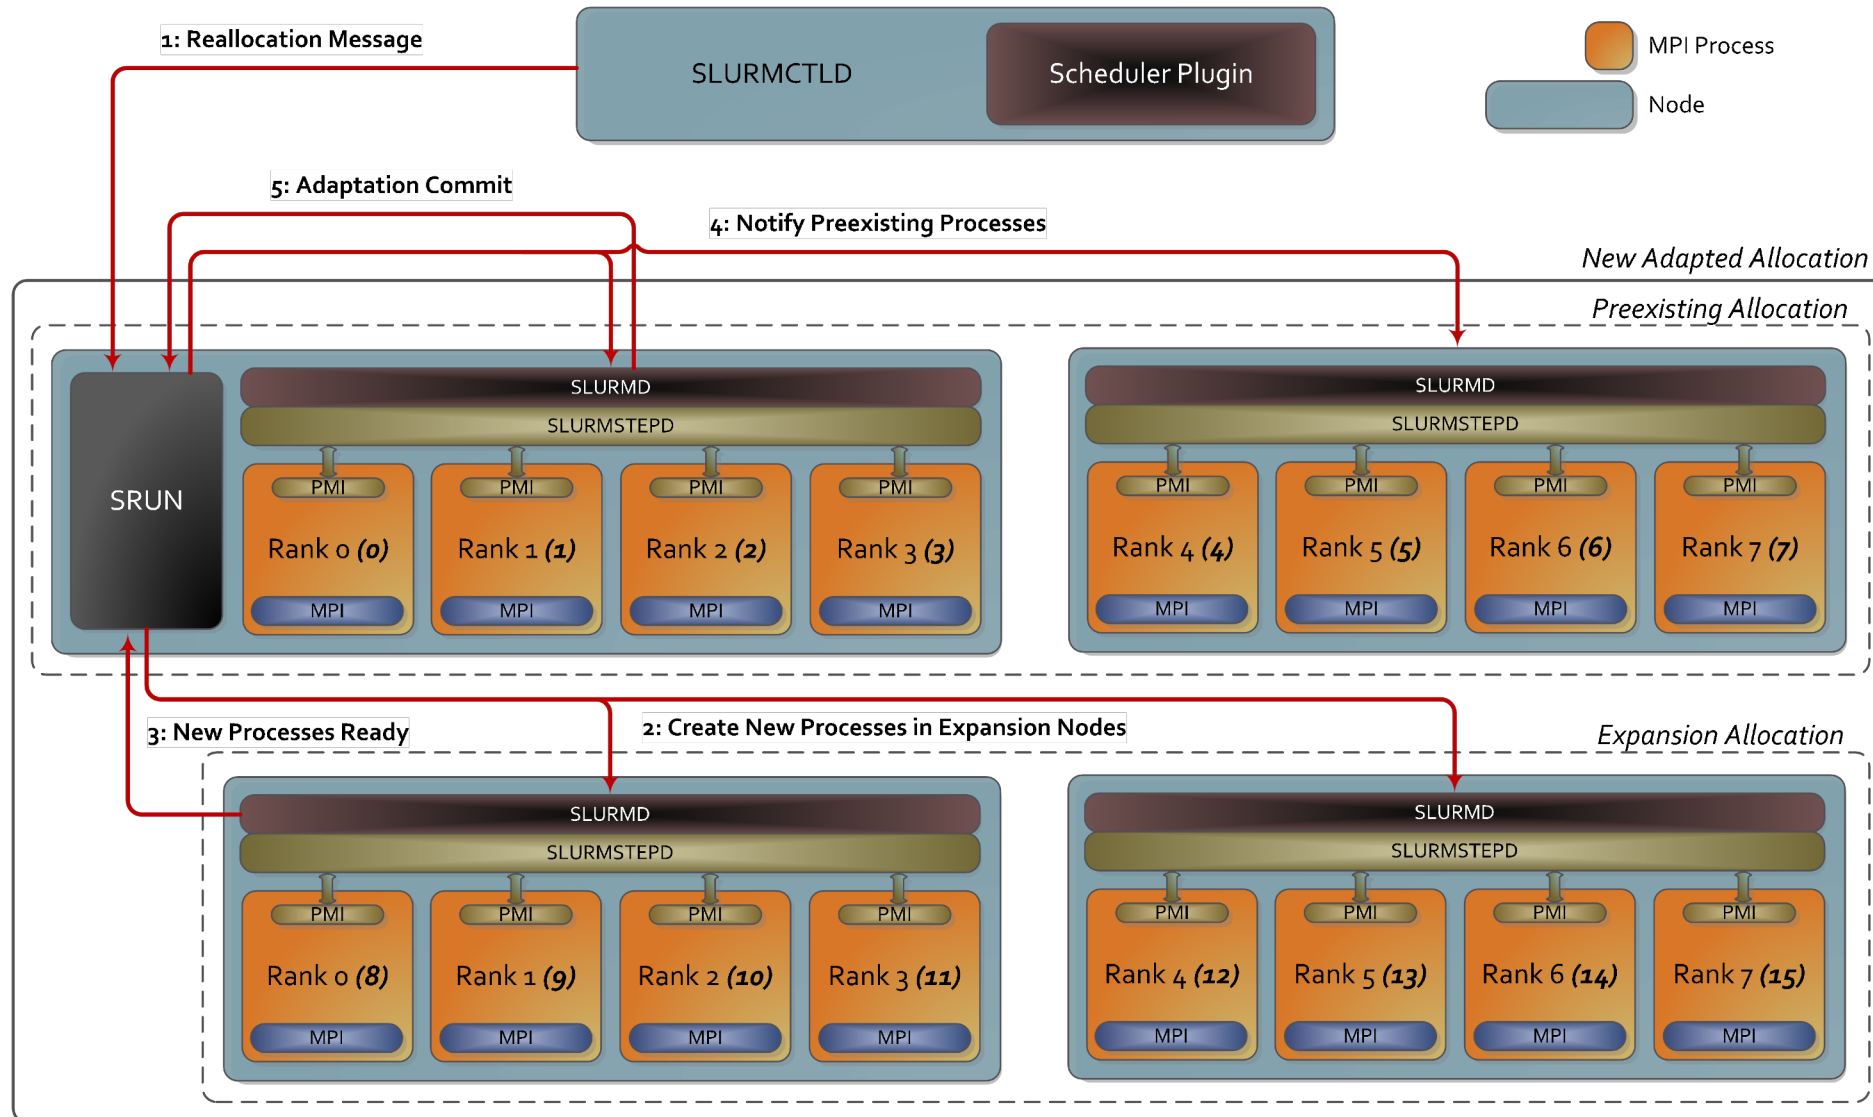 1: Reallocation Message
SLURMCTLD
Scheduler Plugin
MPI Process
Node
5: Adaptation Commit
4: Notify Preexisting Processes
New Adapted Allocation
Preexisting Allocation
SRUN
SLURMD
SLURMSTEPD
PMI PMI PMI PMI
Rank 0 (0) Rank 1 (1) Rank 2 (2) Rank 3 (3)
MPI MPI MPI MPI
SLURMD
SLURMSTEPD
PMI PMI PMI PMI
Rank 4 (4) Rank 5 (5) Rank 6 (6) Rank 7 (7)
MPI MPI MPI MPI
3: New Processes Ready
2: Create New Processes in Expansion Nodes
Expansion Allocation
SLURMD
SLURMSTEPD
PMI PMI PMI PMI
Rank 0 (8) Rank 1 (9) Rank 2 (10) Rank 3 (11)
MPI MPI MPI MPI
SLURMD
SLURMSTEPD
PMI PMI PMI PMI
Rank 4 (12) Rank 5 (13) Rank 6 (14) Rank 7 (15)
MPI MPI MPI MPI